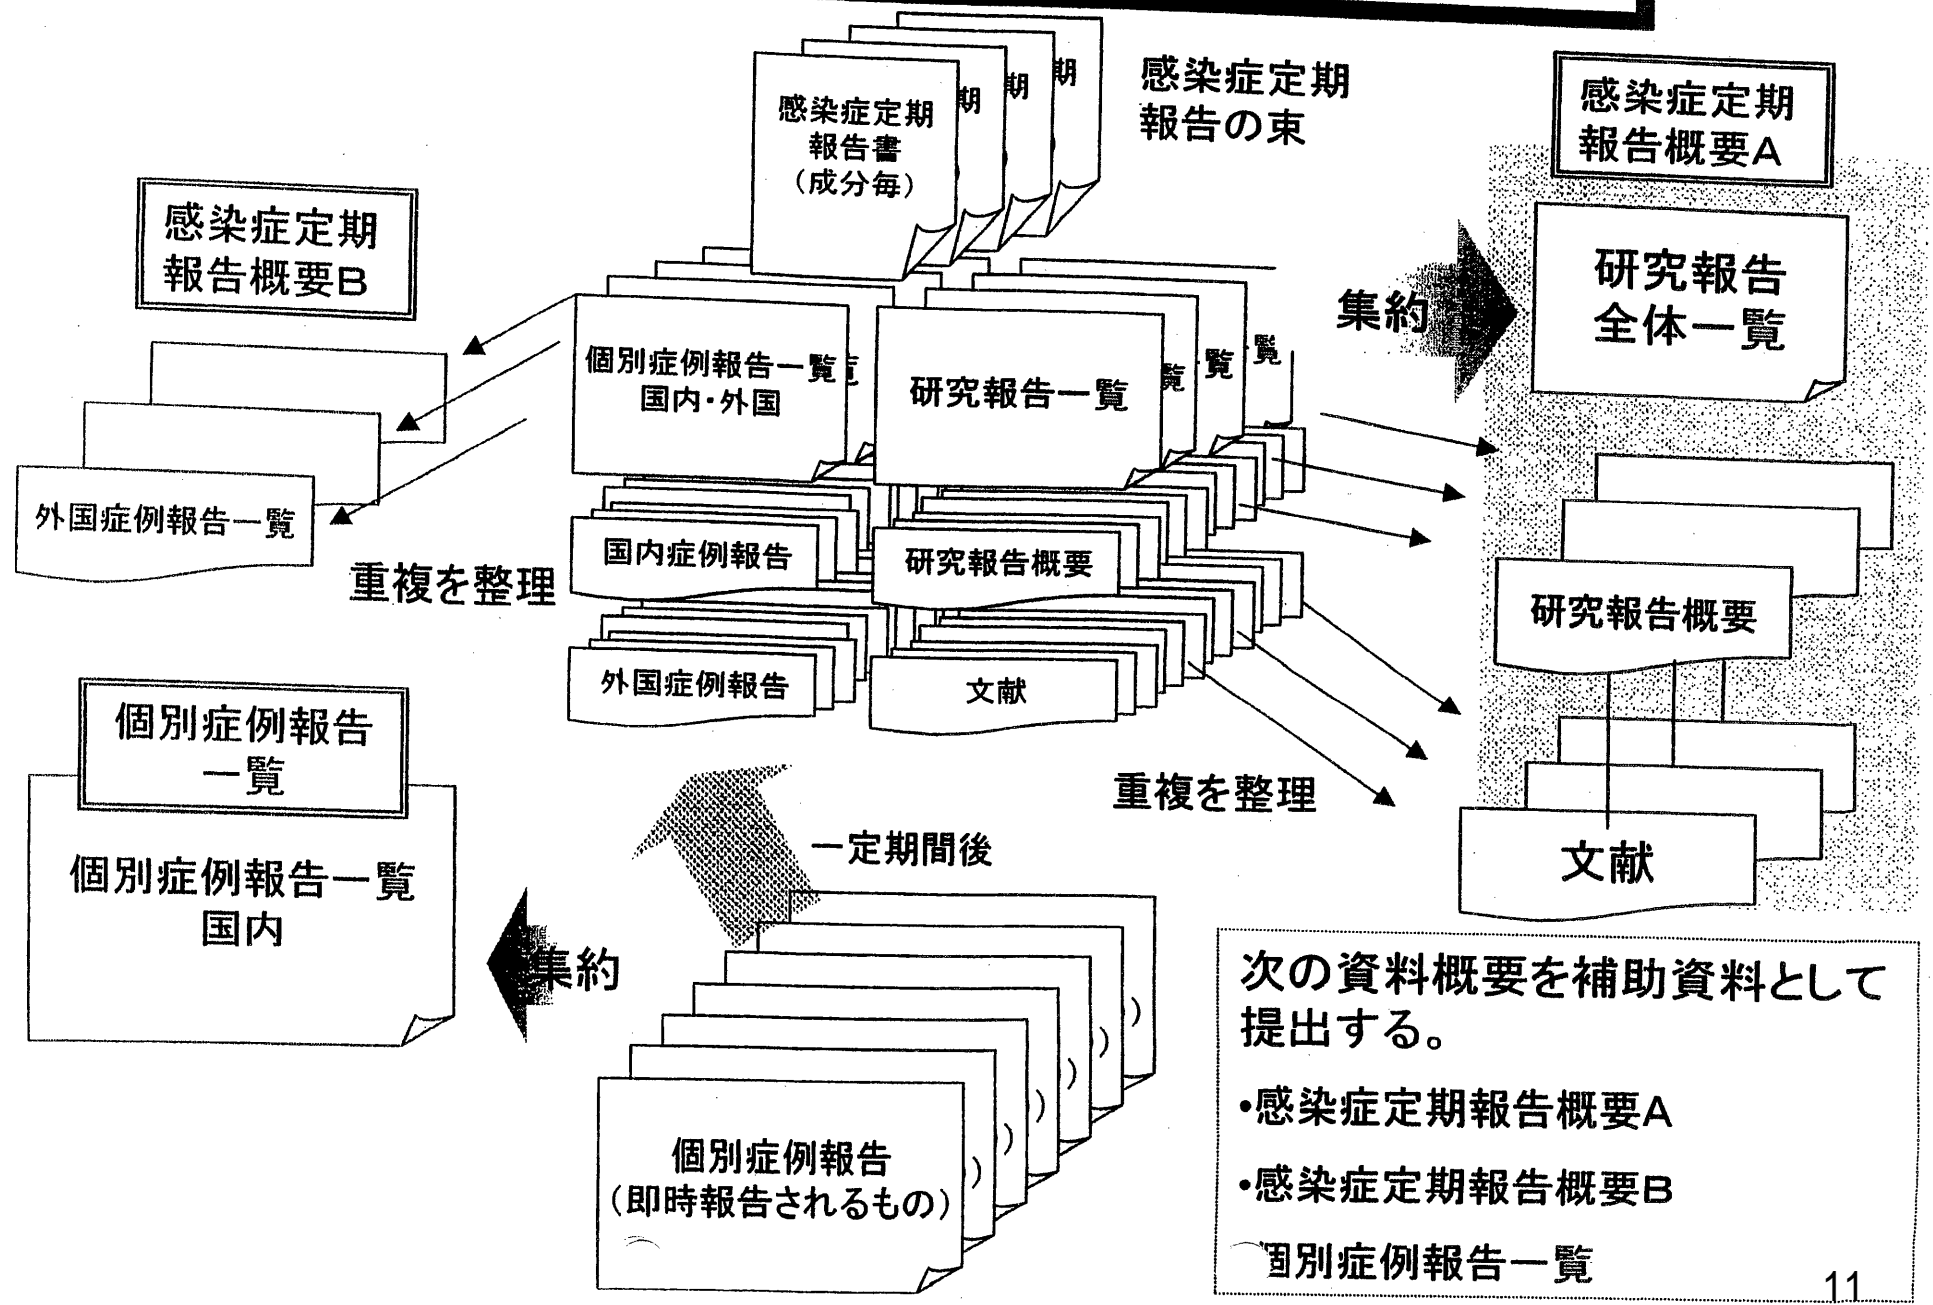 感染症定期
報告の束
感染症定期
報告書
(成分毎)
期
期
期
感染症定期
報告概要A
感染症定期
報告概要B
研究報告
全体一覧
集約
個別症例報告一覧
国内・外国
研究報告一覧
覧
一覧
一覧
外国症例報告一覧
重複を整理
国内症例報告
研究報告概要
研究報告概要
外国症例報告
文献
個別症例報告
一覧
個別症例報告一覧
国内
重複を整理
一定期間後
文献
集約
個別症例報告
(即時報告されるもの)
)
)
)
)
)
)
次の資料概要を補助資料として
提出する。
・感染症定期報告概要A
・感染症定期報告概要B
個別症例報告一覧
11